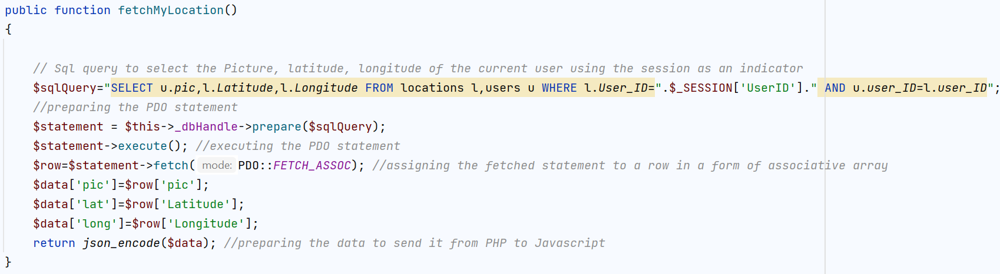 public function fetchMyLocation()
{
// Sql query to select the Picture, latitude, longitude of the current user using the session as an indicator
$sqlQuery="SELECT u.pic,l.Latitude,l.Longitude FROM locations l,users u WHERE l.User_ID=".$_SESSION['UserID']." AND u.user_ID=l.user_ID";
//preparing the PDO statement
$statement = $this->_dbHandle->prepare($sqlQuery);
$statement->execute(); //executing the PDO statement
$row=$statement->fetch( mode: PDO::FETCH_ASSOC); //assigning the fetched statement to a row in a form of associative array
$data['pic']=$row['pic'];
$data['lat']=$row['Latitude'];
$data['long']=$row['Longitude'];
return json_encode($data); //preparing the data to send it from PHP to Javascript
}